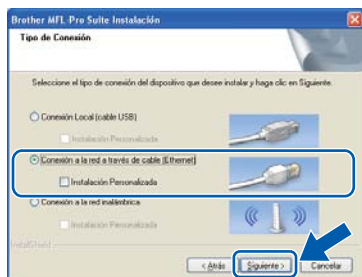 Brother MFL-Pro Suite Instalación
Tipo de Conexión
Seleccione el tipo de conexión del dispositivo que desee instalar y haga clic en Siguiente.
Conexión Local (cable USB)
Instalación Personalizada
Conexión a la red a través de cable (Ethernet)
Instalación Personalizada
Conexión a la red inalámbrica
Instalación Personalizada
InstallShield
< Atrás Siguiente > Cancelar